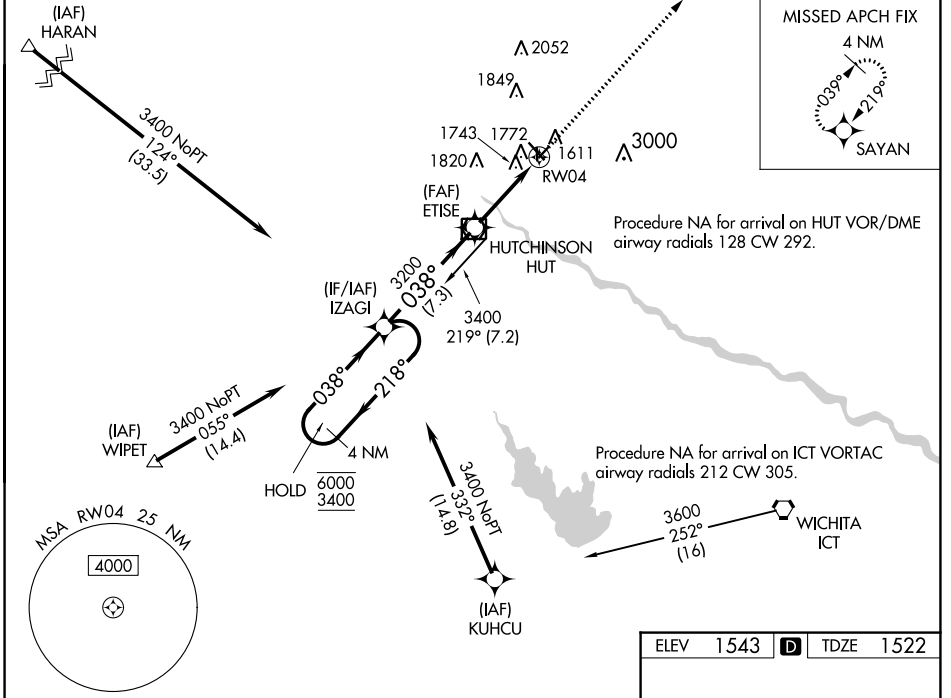 (IAF)
HARAN
3400 NoPT
124°
(33.5)
2052
1849
1743
1772
1820
1611
3000
RW04
MISSED APCH FIX
4 NM
039°
219°
SAYAN
(FAF)
ETISE
HUTCHINSON
HUT
Procedure NA for arrival on HUT VOR/DME
airway radials 128 CW 292.
3200
038°
(7.3)
3400
219° (7.2)
(IF/IAF)
IZAGI
038°
218°
4 NM
HOLD
6000
3400
(IAF)
WIPET
3400 NoPT
055°
(14.4)
3400 NoPT
332°
(14.8)
(IAF)
KUHCU
Procedure NA for arrival on ICT VORTAC
airway radials 212 CW 305.
3600
252°
(16)
WICHITA
ICT
MSA RW04 25 NM
4000
ELEV 1543 D TDZE 1522